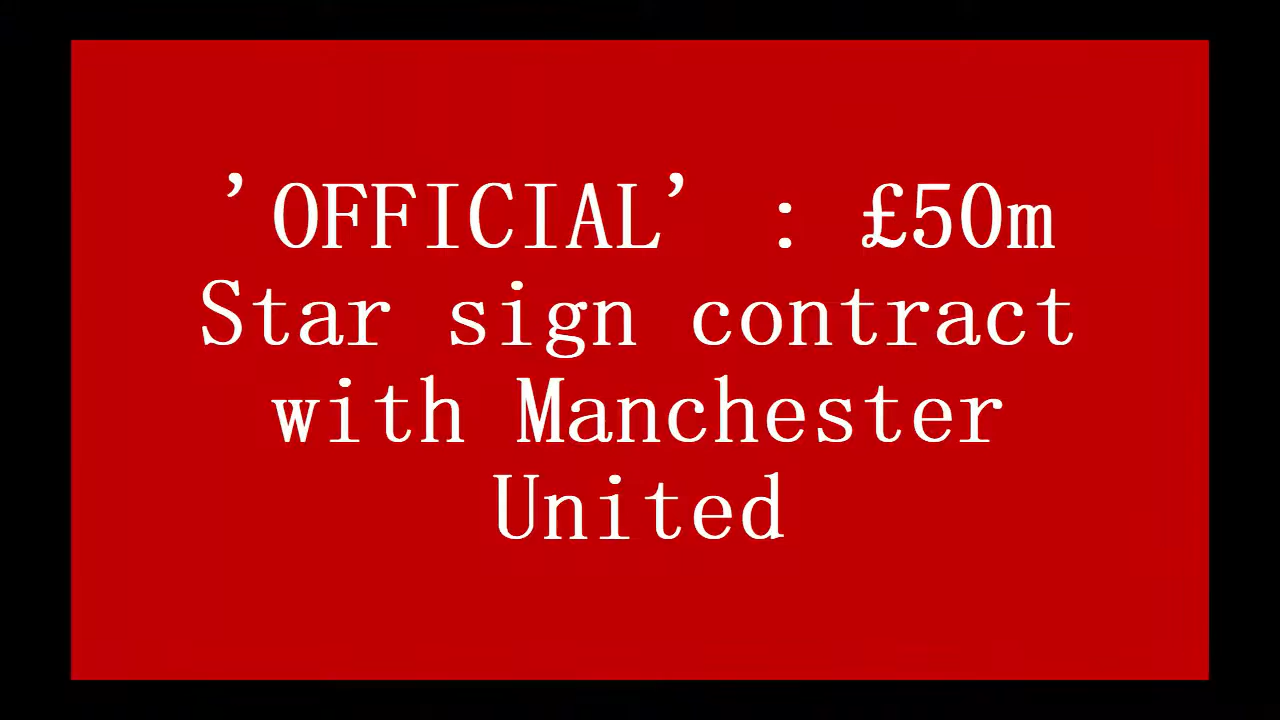 ’OFFICIAL’ : £50m
Star sign contract
with Manchester
United